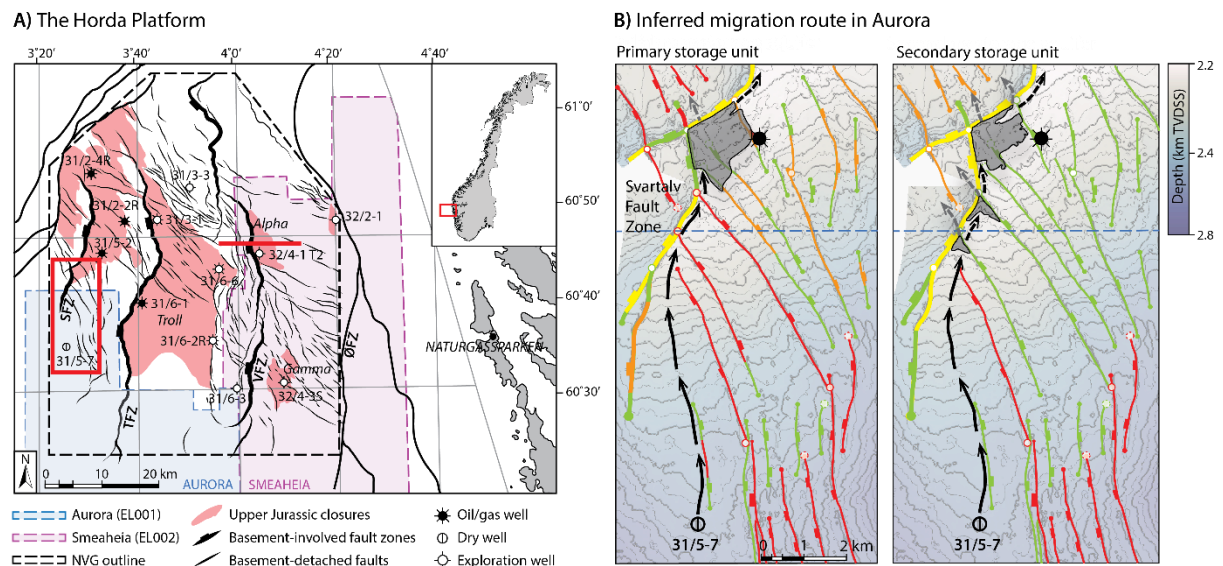 A) The Horda Platform
3˚20'
3˚40'
4˚0'
4˚20'
4˚40'
61˚0'
60˚50'
60˚40'
60˚30'
31/2-4R
31/3-3
31/2-2R
31/3-1
31/5-2
Alpha
32/2-1
32/4-1 T2
31/6-6
31/6-1
SFZ
Troll
31/5-7
31/6-2R
ØFZ
NATURGASSPARKEN
VFZ
Gamma
31/6-3
32/4-3S
TFZ
N
0 10 20 km
AURORA
SMEAHEIA
Aurora (EL001)
Upper Jurassic closures
Oil/gas well
Smeaheia (EL002)
Basement-involved fault zones
Dry well
NVG outline
Basement-detached faults
Exploration well
B) Inferred migration route in Aurora
Primary storage unit
Secondary storage unit
2.2
2.4
2.8
Depth (km TVDSS)
Svartalv
Fault
Zone
31/5-7
0 1 2 km
31/5-7